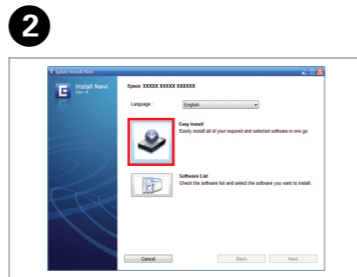 2
Epson Install Navi
Install Navi
Ver. 5
Epson XXXXX XXXXX XXXXXX
Language :
English
Easy Install
Easily install all of your required and selected software in one go.
Software List
Check the software list and select the software you want to install.
Cancel
Back
Next